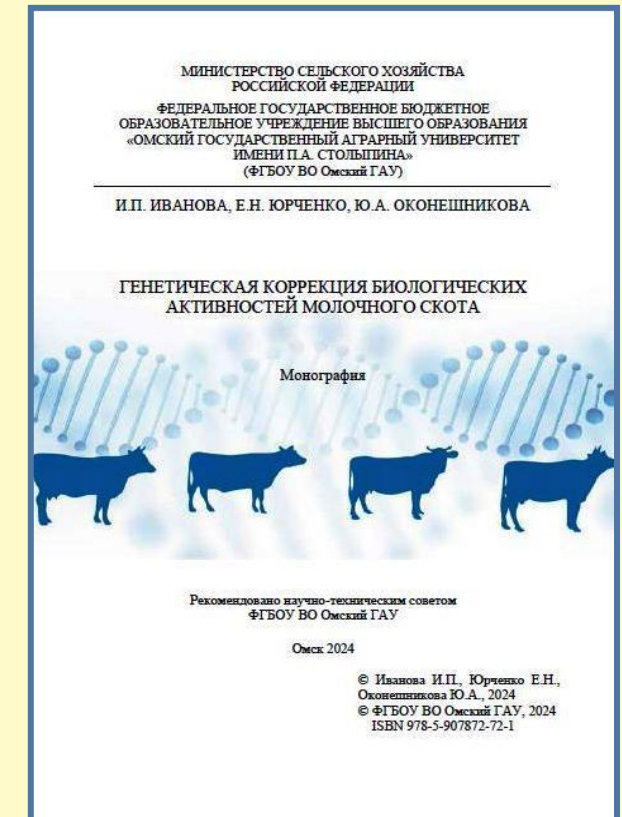 МИНИСТЕРСТВО СЕЛЬСКОГО ХОЗЯЙСТВА
РОССИЙСКОЙ ФЕДЕРАЦИИ
ФЕДЕРАЛЬНОЕ ГОСУДАРСТВЕННОЕ БЮДЖЕТНОЕ
ОБРАЗОВАТЕЛЬНОЕ УЧРЕЖДЕНИЕ ВЫСШЕГО ОБРАЗОВАНИЯ
«ОМСКИЙ ГОСУДАРСТВЕННЫЙ АГРАРНЫЙ УНИВЕРСИТЕТ
ИМЕНИ П.А. СТОЛЫПИНА»
(ФГБОУ ВО Омский ГАУ)
И.П. ИВАНОВА, Е.Н. ЮРЧЕНКО, Ю.А. ОКОНЕШНИКОВА
ГЕНЕТИЧЕСКАЯ КОРРЕКЦИЯ БИОЛОГИЧЕСКИХ
АКТИВНОСТЕЙ МОЛОЧНОГО СКОТА
Монография
Рекомендовано научно-техническим советом
ФГБОУ ВО Омский ГАУ
Омск 2024
© Иванова И.П., Юрченко Е.Н.,
Оконешникова Ю.А., 2024
© ФГБОУ ВО Омский ГАУ, 2024
ISBN 978-5-907872-72-1